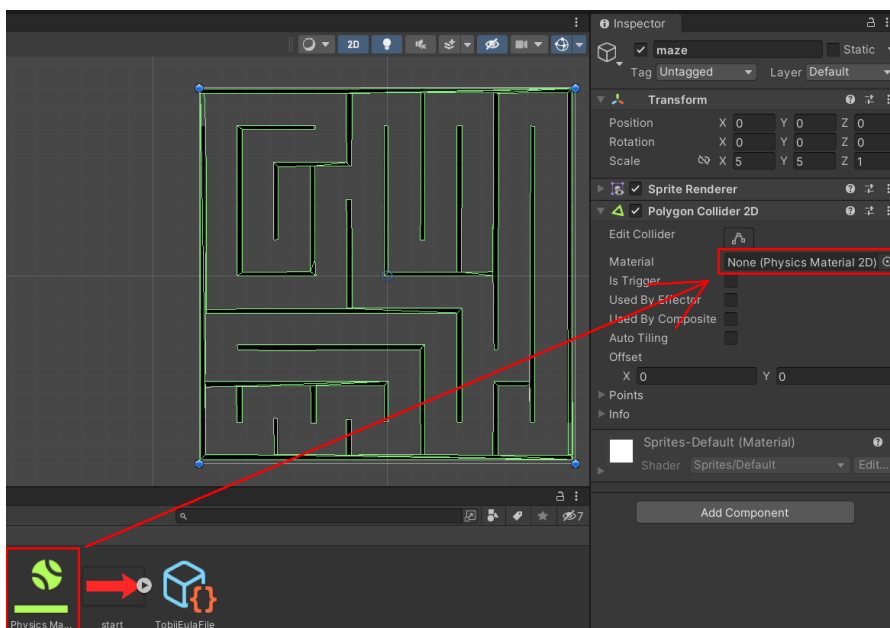 2D
Inspector
maze
Static
Tag Untagged Layer Default
Transform
Position X 0 Y 0 Z 0
Rotation X 0 Y 0 Z 0
Scale X 5 Y 5 Z 1
Sprite Renderer
Polygon Collider 2D
Edit Collider
Material None (Physics Material 2D)
Is Trigger
Used By Effector
Used By Composite
Auto Tiling
Offset
X 0 Y 0
Points
Info
Sprites-Default (Material)
Shader Sprites/Default Edit...
Add Component
7
Physics Ma... start TobiiEulaFile